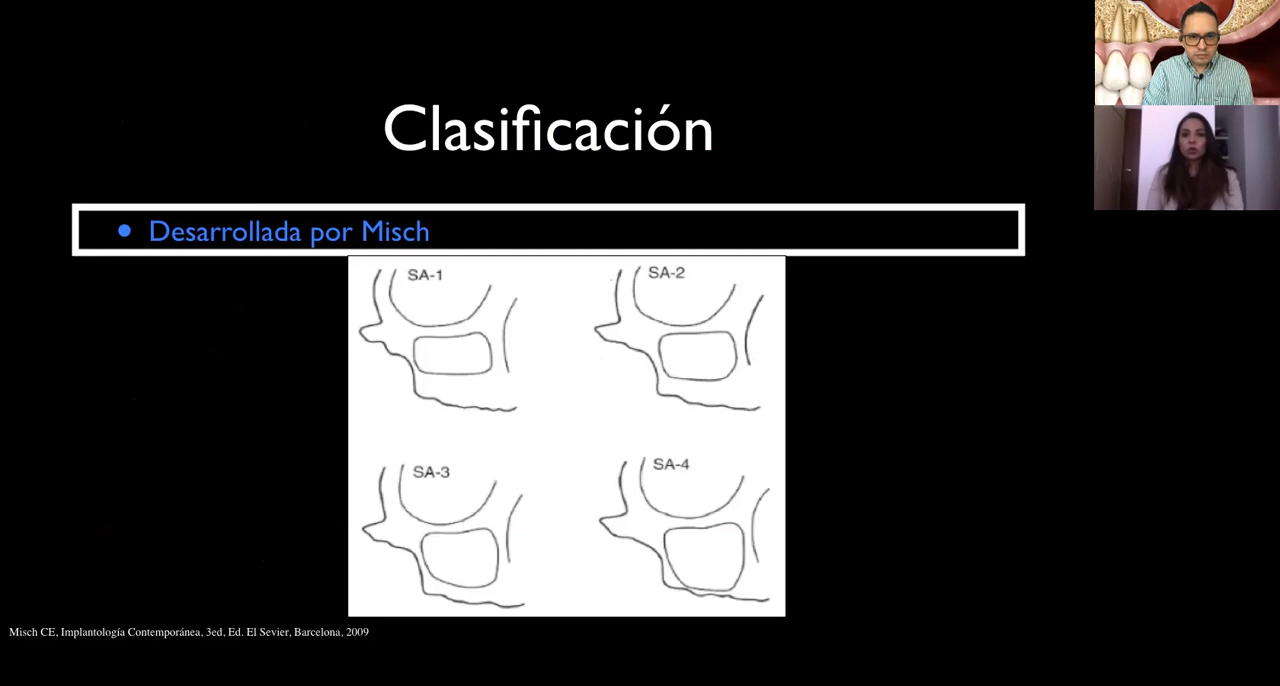 Clasificación
• Desarrollada por Misch
SA-1
SA-2
SA-3
SA-4
Misch CE, Implantología Contemporánea, 3ed, Ed. El Sevier, Barcelona, 2009